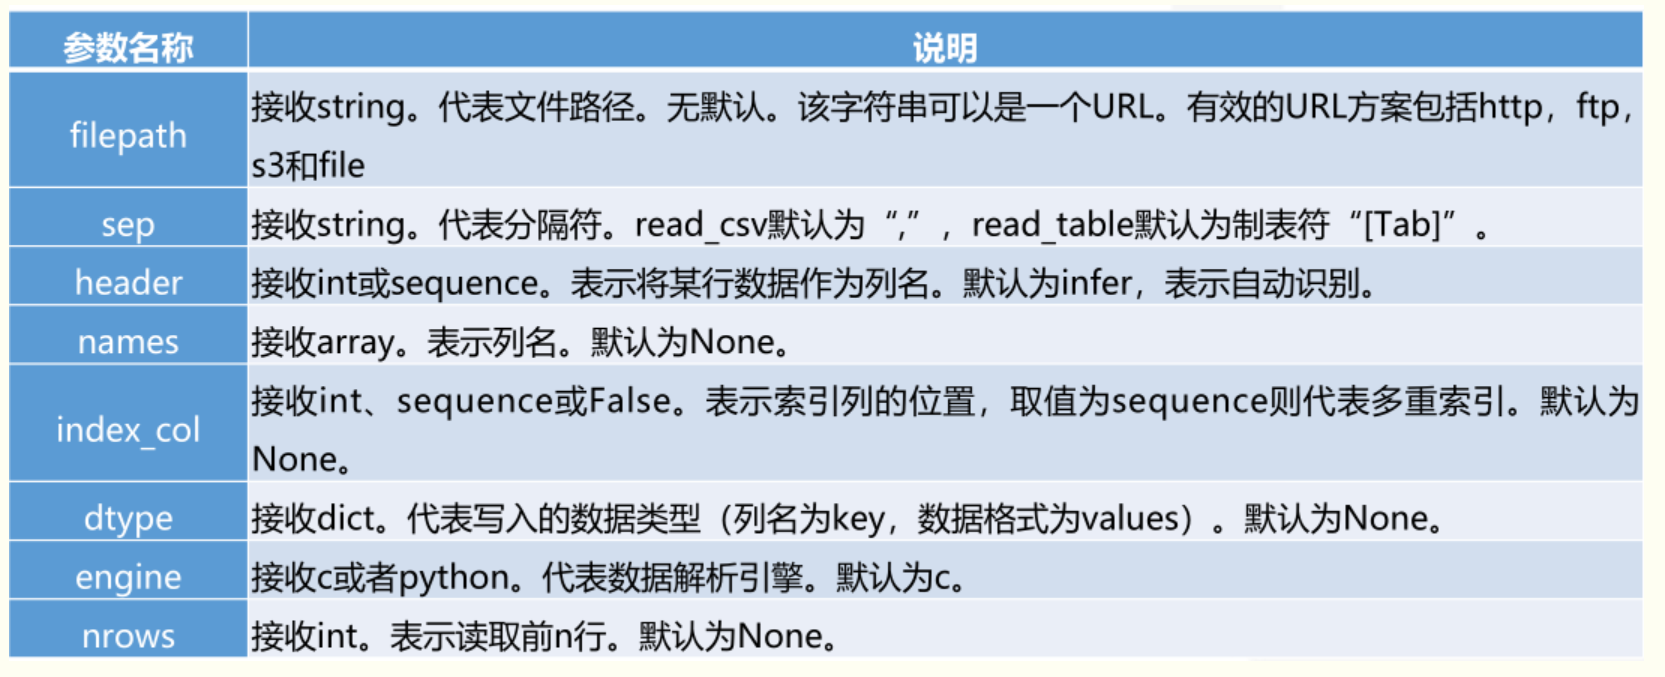 参数名称 说明
filepath 接收string。代表文件路径。无默认。该字符串可以是一个URL。有效的URL方案包括http，ftp，
s3和file
sep 接收string。代表分隔符。read_csv默认为“,”，read_table默认为制表符“[Tab]”。
header 接收int或sequence。表示将某行数据作为列名。默认为infer，表示自动识别。
names 接收array。表示列名。默认为None。
index_col 接收int、sequence或False。表示索引列的位置，取值为sequence则代表多重索引。默认为
None。
dtype 接收dict。代表写入的数据类型（列名为key，数据格式为values）。默认为None。
engine 接收c或者python。代表数据解析引擎。默认为c。
nrows 接收int。表示读取前n行。默认为None。